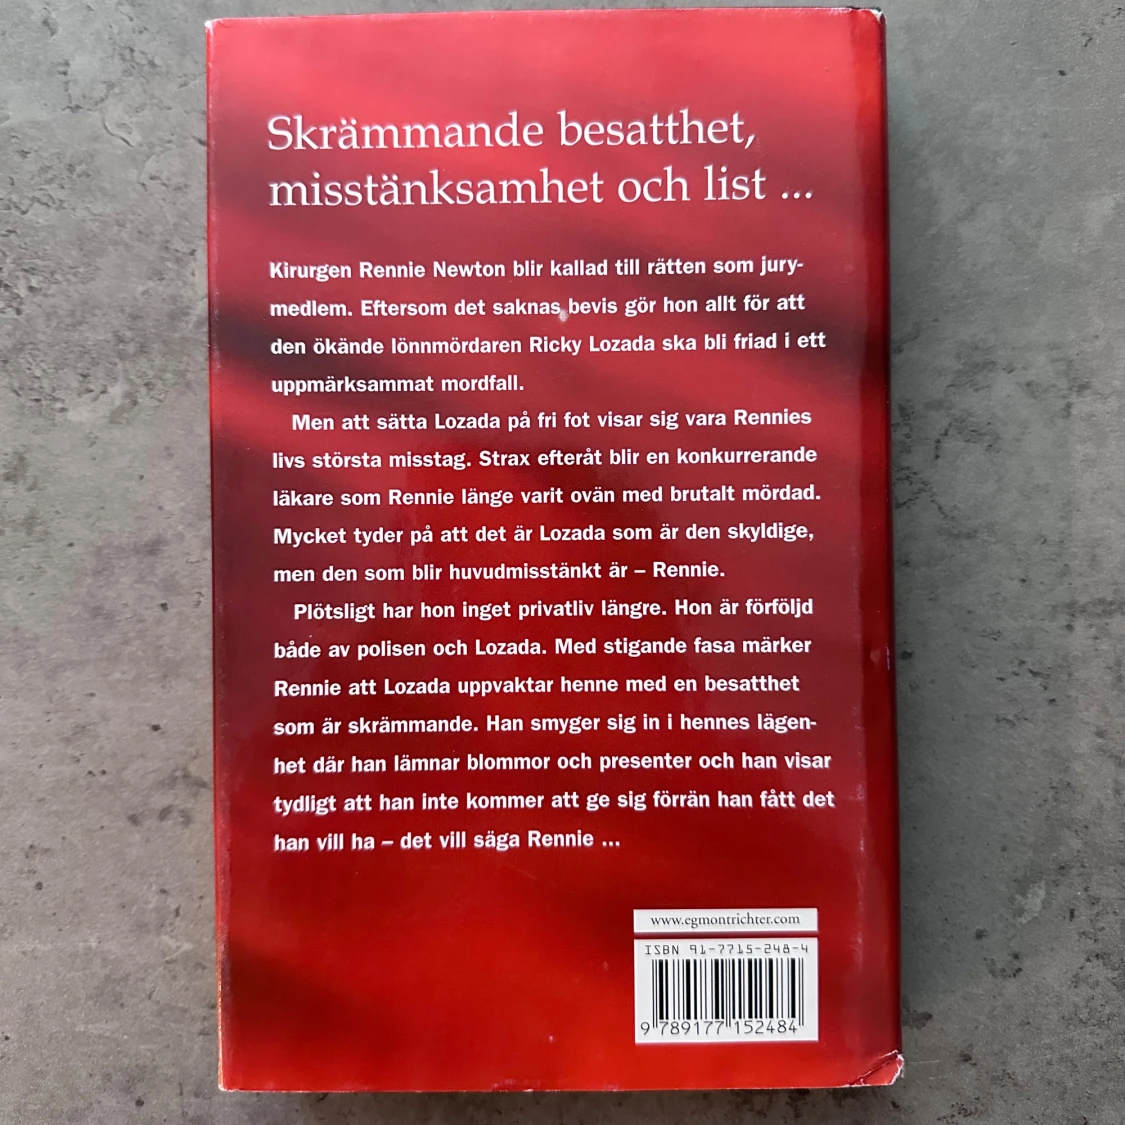 Skrämmande besatthet,
misstänksamhet och list ...
Kirurgen Rennie Newton blir kallad till rätten som jury-
medlem. Eftersom det saknas bevis gör hon allt för att
den ökände lönnmördaren Ricky Lozada ska bli friad i ett
uppmärksammat mordfall.
Men att sätta Lozada på fri fot visar sig vara Rennies
livs största misstag. Strax efteråt blir en konkurrerande
läkare som Rennie länge varit ovän med brutalt mördad.
Mycket tyder på att det är Lozada som är den skyldige,
men den som blir huvudmisstänkt är – Rennie.
Plötsligt har hon inget privatliv längre. Hon är förföljd
både av polisen och Lozada. Med stigande fasa märker
Rennie att Lozada uppvaktar henne med en besatthet
som är skrämmande. Han smyger sig in i hennes lägen-
het där han lämnar blommor och presenter och han visar
tydligt att han inte kommer att ge sig förrän han fått det
han vill ha – det vill säga Rennie ...
www.egmontrichter.com
ISBN 91-7715-248-4
9 789177 152484